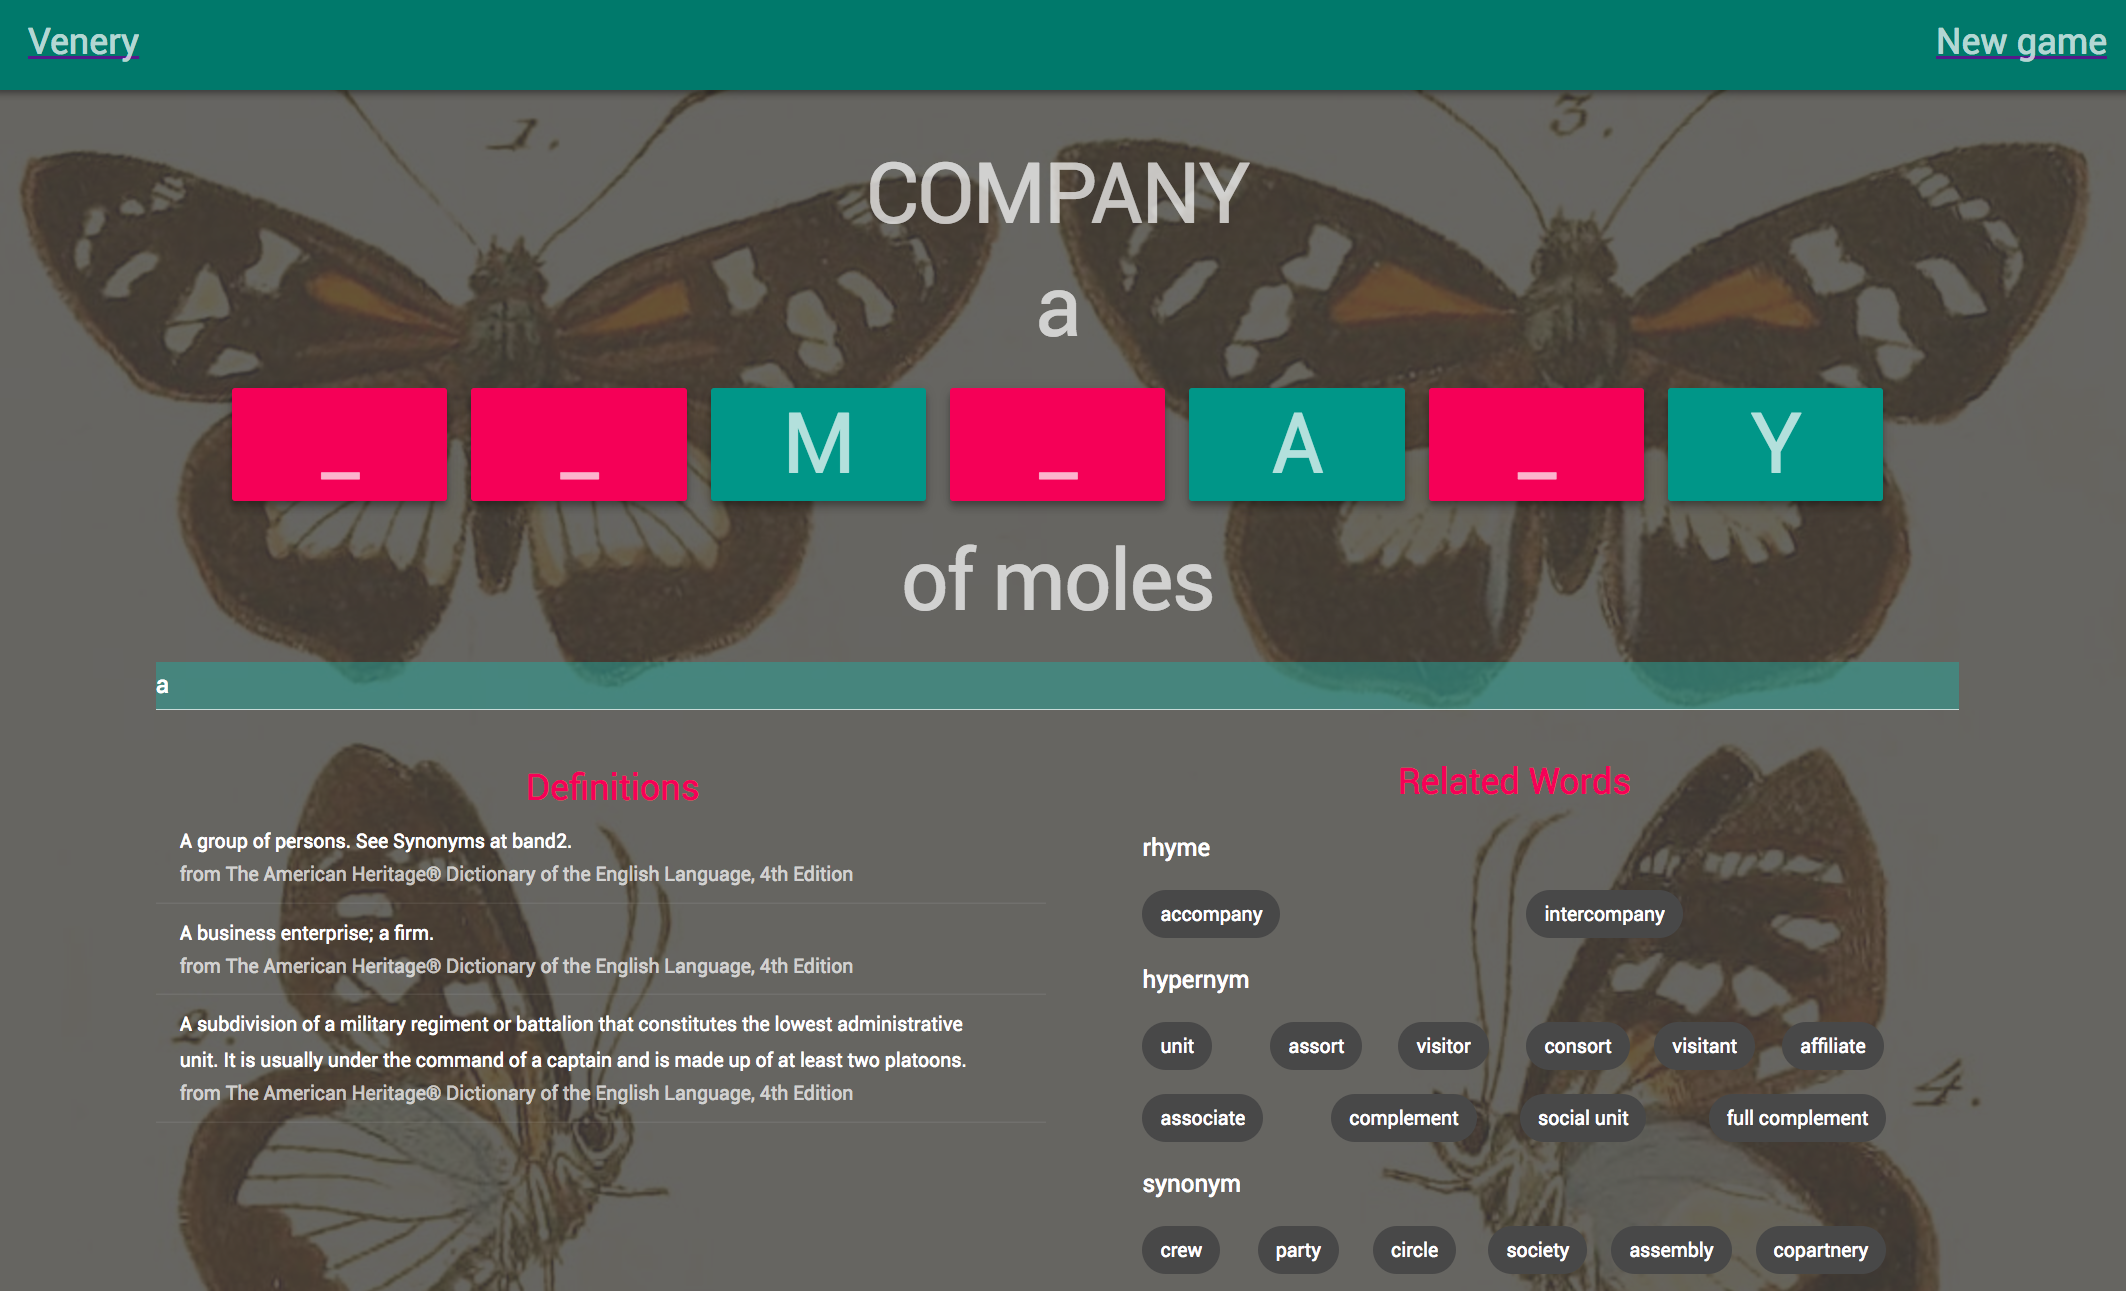 Venery
New game
1.
3.
COMPANY
a
_ _ M _ A _ Y
of moles
a
Definitions
A group of persons. See Synonyms at band2.
from The American Heritage® Dictionary of the English Language, 4th Edition
A business enterprise; a firm.
from The American Heritage® Dictionary of the English Language, 4th Edition
A subdivision of a military regiment or battalion that constitutes the lowest administrative
unit. It is usually under the command of a captain and is made up of at least two platoons.
from The American Heritage® Dictionary of the English Language, 4th Edition
Related Words
rhyme
accompany intercompany
hypernym
unit assort visitor consort visitant affiliate
associate complement social unit full complement
synonym
crew party circle society assembly copartnery
2.
4.